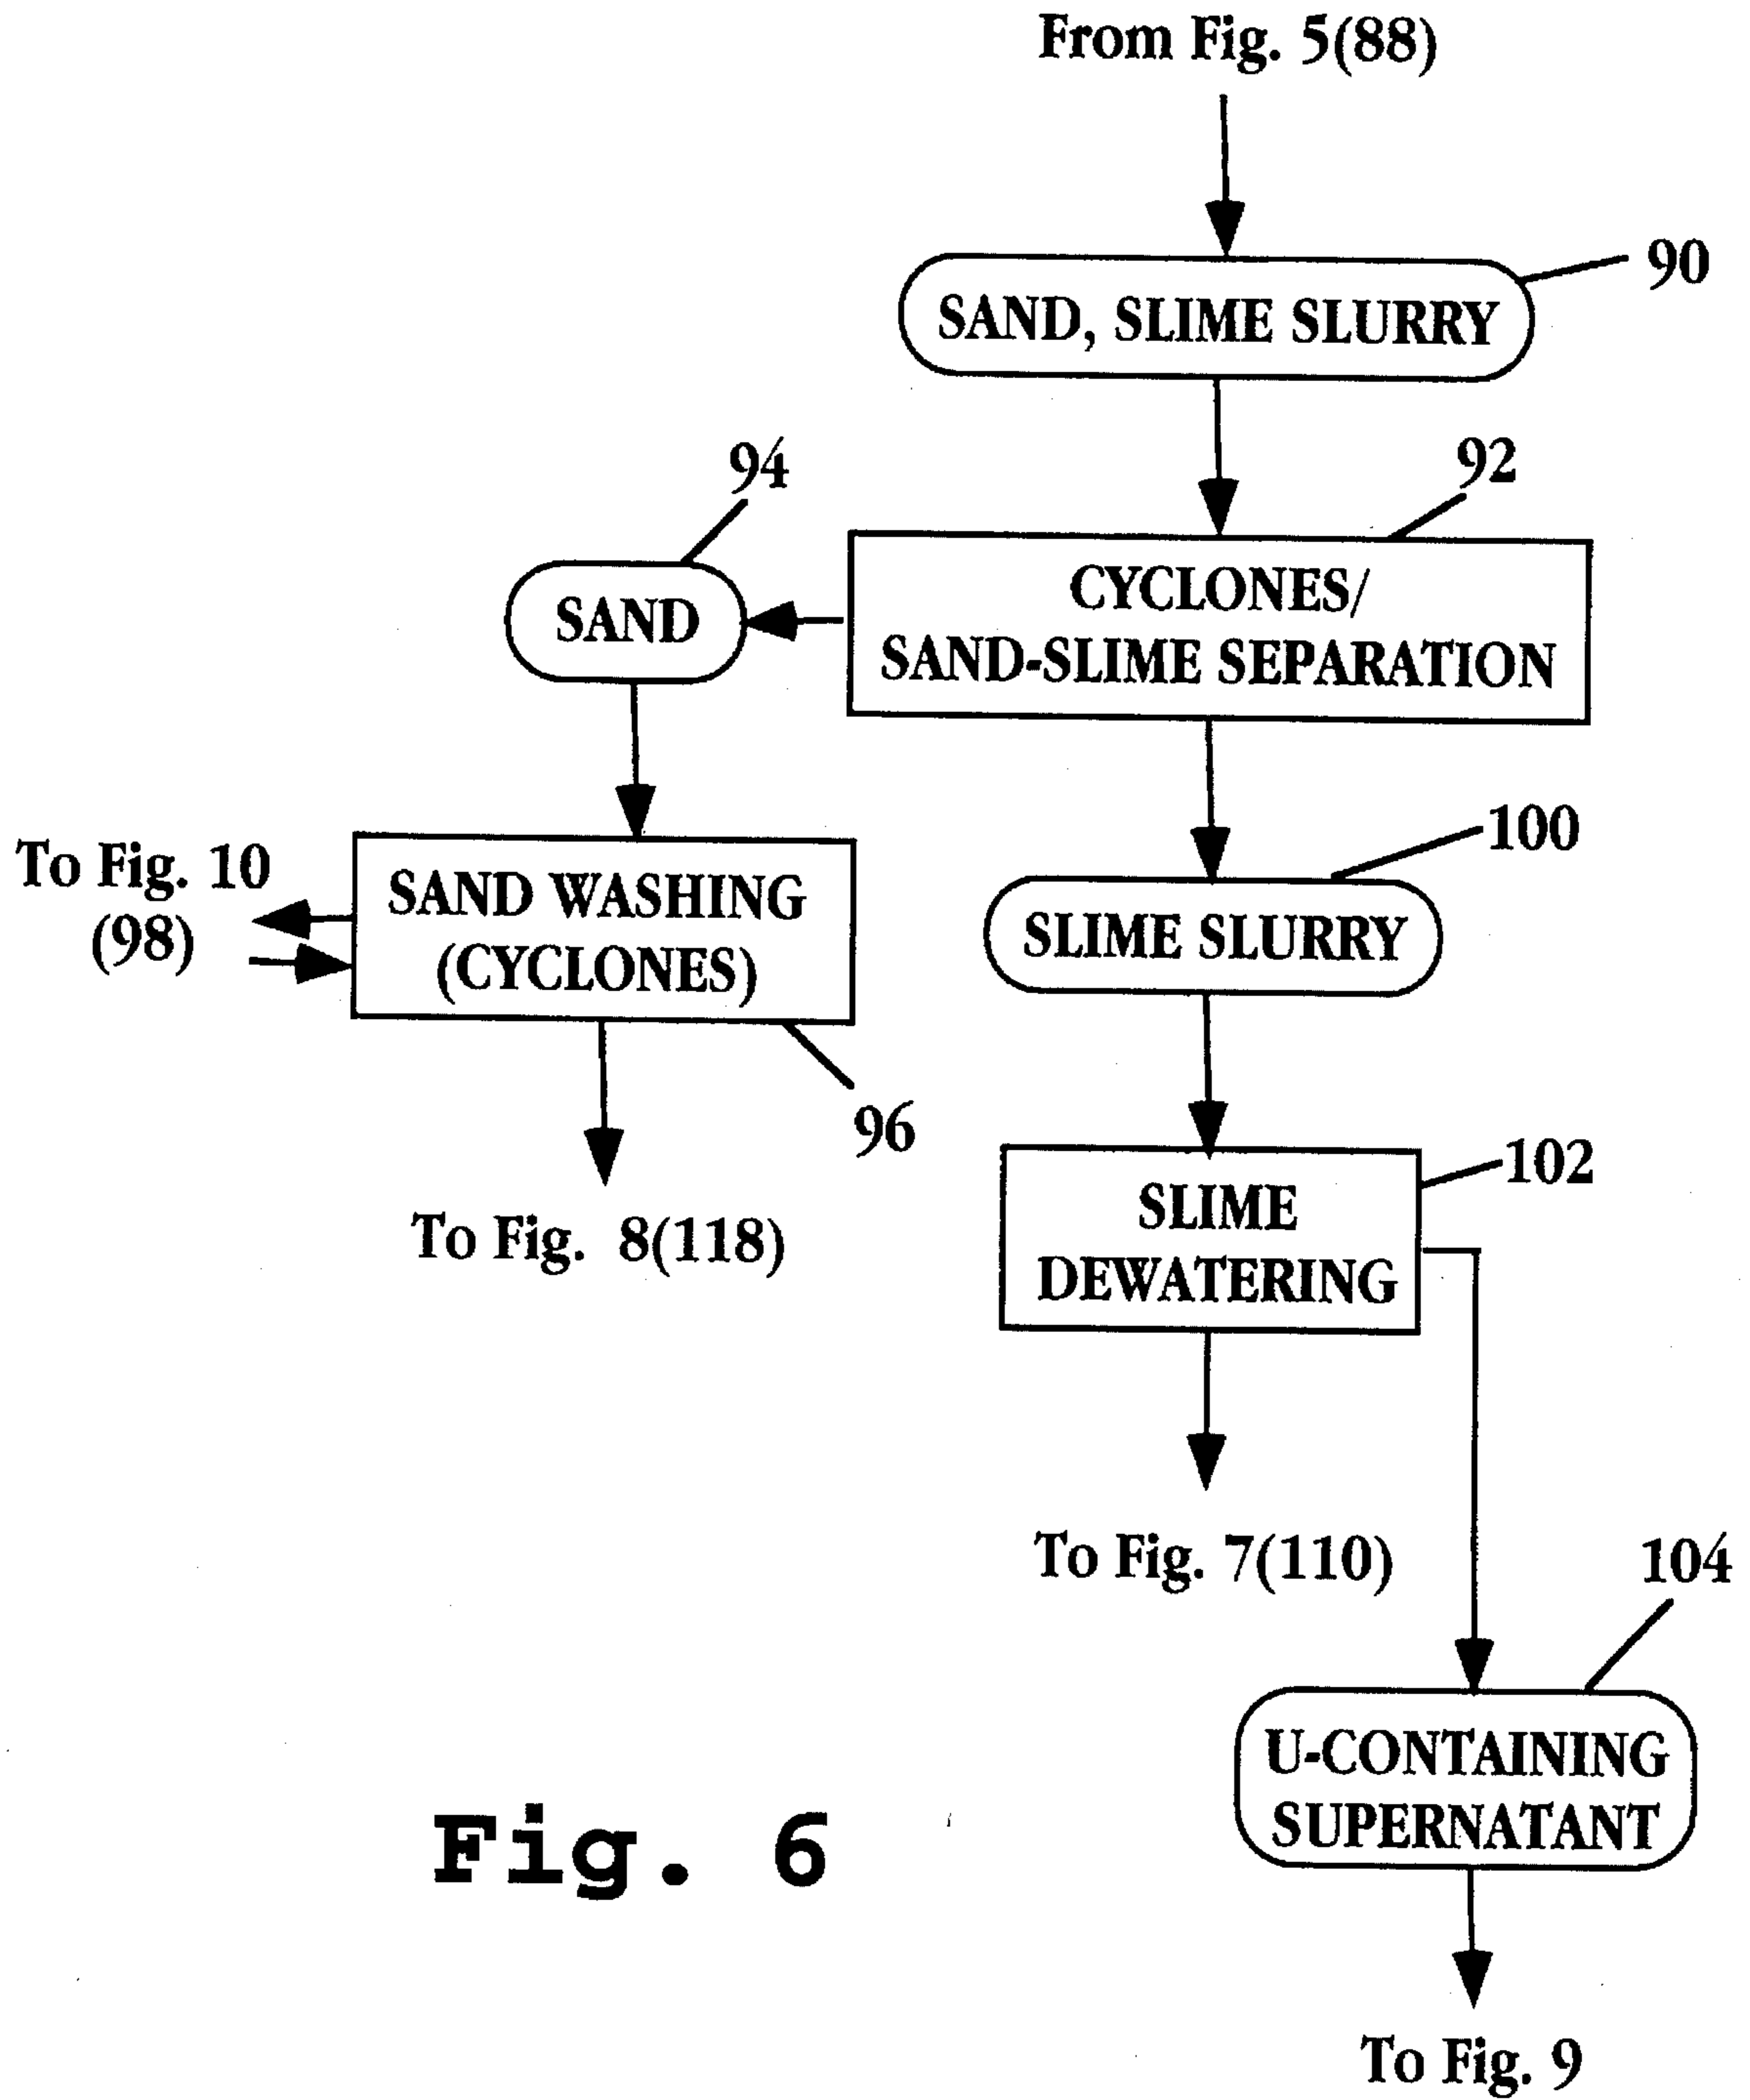 From Fig. 5(88)
90
SAND, SLIME SLURRY
92
94
CYCLONES/
SAND-SLIME SEPARATION
SAND
100
To Fig. 10
(98)
SAND WASHING
(CYCLONES)
SLIME SLURRY
96
102
To Fig. 8(118)
SLIME
DEWATERING
To Fig. 7(110)
104
U-CONTAINING
SUPERNATANT
Fig. 6
To Fig. 9